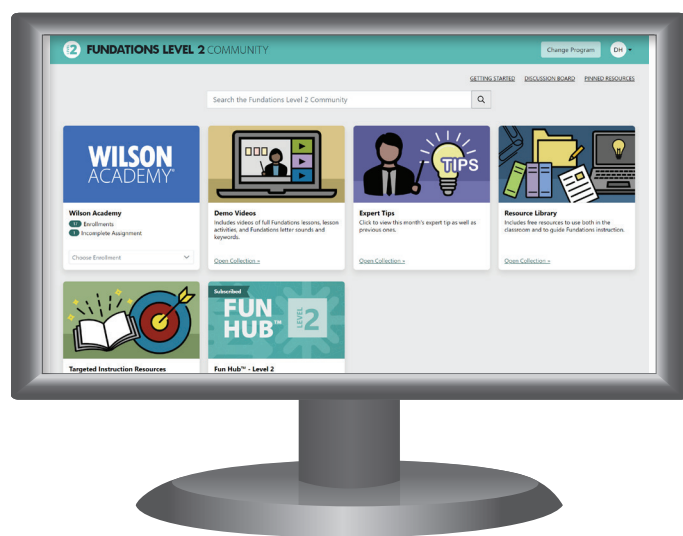 2 FUNDATIONS LEVEL 2 COMMUNITY
Change Program
DH
GETTING STARTED DISCUSSION BOARD PINNED RESOURCES
Search the Fundations Level 2 Community
WILSON
ACADEMY®
Wilson Academy
11 Enrollments
1 Incomplete Assignment
Choose Enrollment
Demo Videos
Includes videos of full Fundations lessons, lesson
activities, and Fundations letter sounds and
keywords.
Open Collection »
TIPS
Expert Tips
Click to view this month's expert tip as well as
previous ones.
Open Collection »
Resource Library
Includes free resources to use both in the
classroom and to guide Fundations instruction.
Open Collection »
Targeted Instruction Resources
Subscribed
FUN
HUB™
LEVEL
2
Fun Hub™ - Level 2